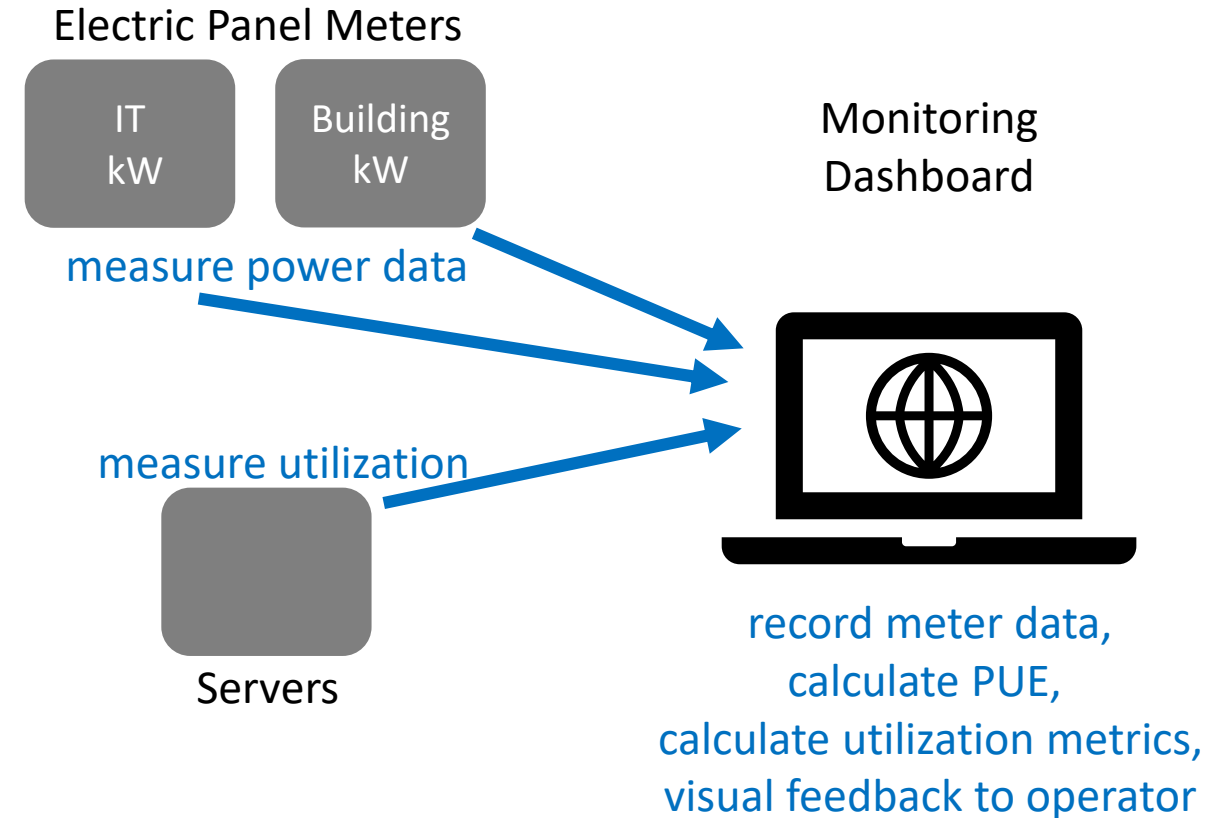 Electric Panel Meters
IT
kW
Building
kW
measure power data
Monitoring
Dashboard
measure utilization
Servers
record meter data,
calculate PUE,
calculate utilization metrics,
visual feedback to operator